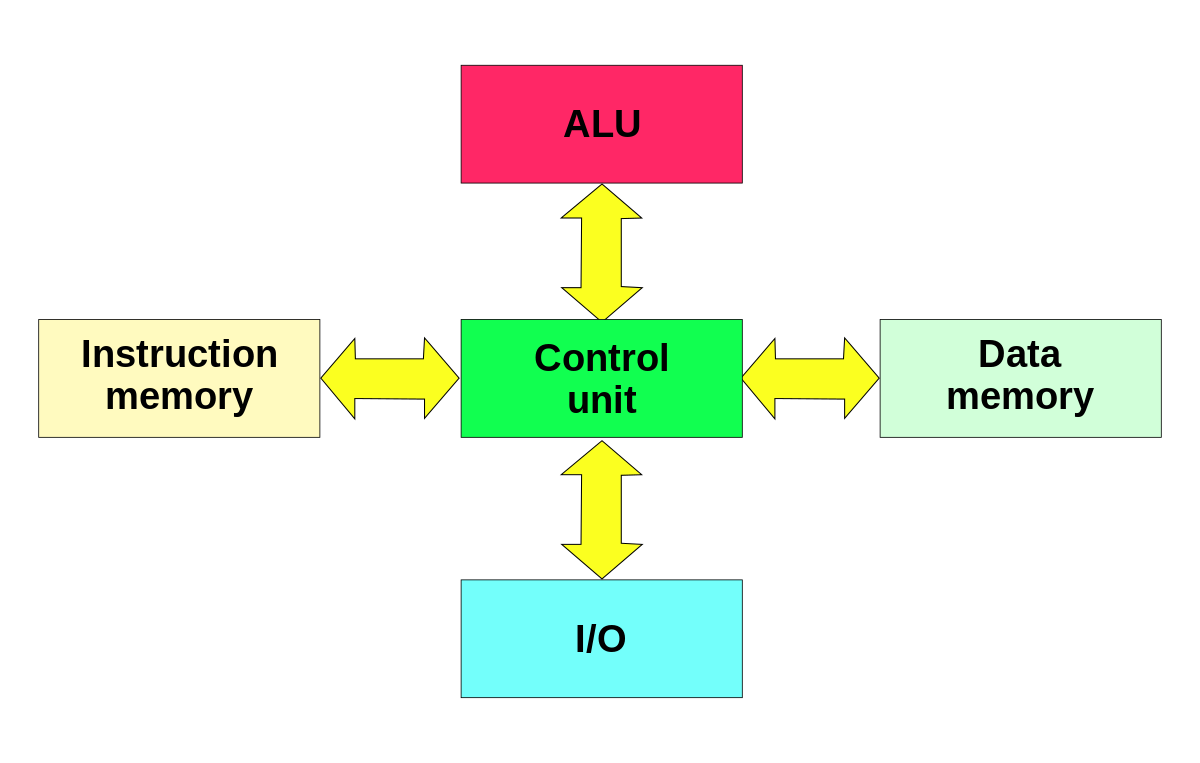 ALU
Instruction
memory
Control
unit
Data
memory
I/O